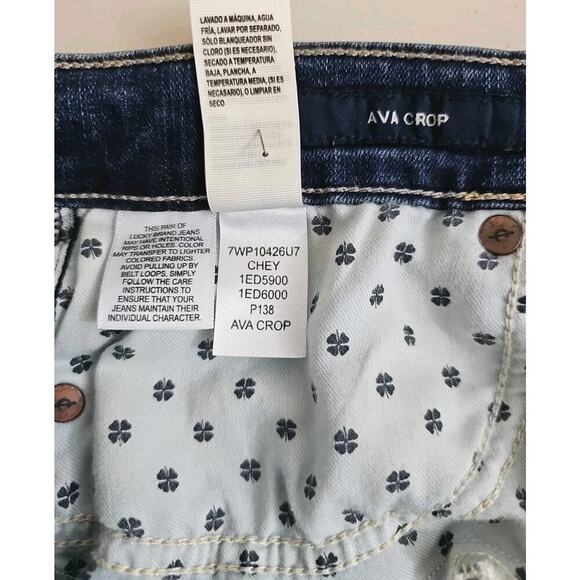 LAVADO A MÁQUINA, AGUA
FRÍA, LAVAR POR SEPARADO,
SÓLO BLANQUEADOR SIN
CLORO (SI ES NECESARIO),
SECADO A TEMPERATURA
BAJA, PLANCHA, A
TEMPERATURA MEDIA, (SI ES
NECASARIO), O LIMPIAR EN
SECO
AVA CROP
THIS PAIR OF
LUCKY BRAND JEANS
MAY HAVE INTENTIONAL
RIPS OR HOLES. COLOR
MAY TRANSFER TO LIGHTER
COLORED FABRICS.
AVOID PULLING UP BY
BELT LOOPS, SIMPLY
FOLLOW THE CARE
INSTRUCTIONS TO
ENSURE THAT YOUR
JEANS MAINTAIN THEIR
INDIVIDUAL CHARACTER.
7WP10426U7
CHEY
1ED5900
1ED6000
P138
AVA CROP